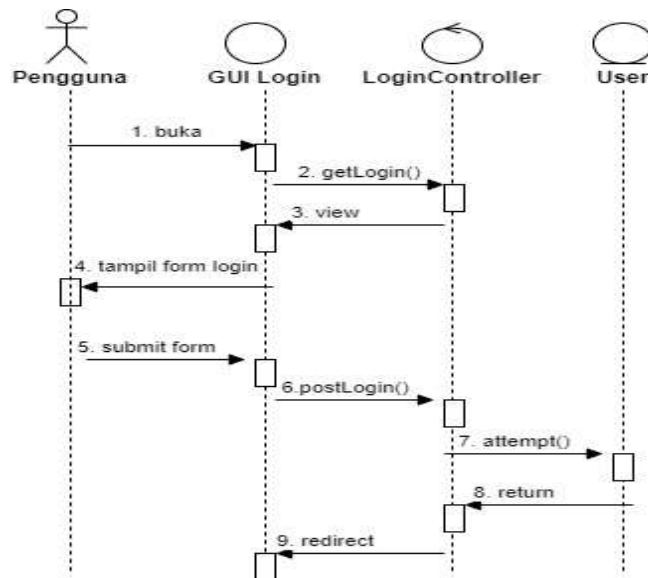 Pengguna GUI Login LoginController User
1. buka
2. getLogin()
3. view
4. tampil form login
5. submit form
6.postLogin()
7. attempt()
8. return
9. redirect